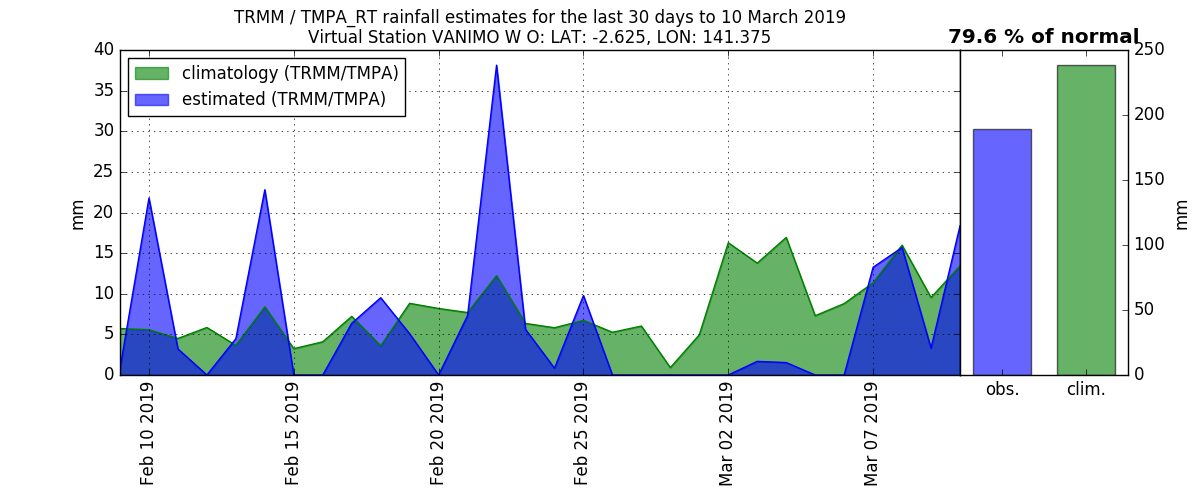 TRMM / TMPA_RT rainfall estimates for the last 30 days to 10 March 2019
Virtual Station VANIMO W O: LAT: -2.625, LON: 141.375
79.6 % of normal
climatology (TRMM/TMPA)
estimated (TRMM/TMPA)
mm
40
35
30
25
20
15
10
5
0
Feb 10 2019
Feb 15 2019
Feb 20 2019
Feb 25 2019
Mar 02 2019
Mar 07 2019
obs.
clim.
250
200
150
100
50
0
mm